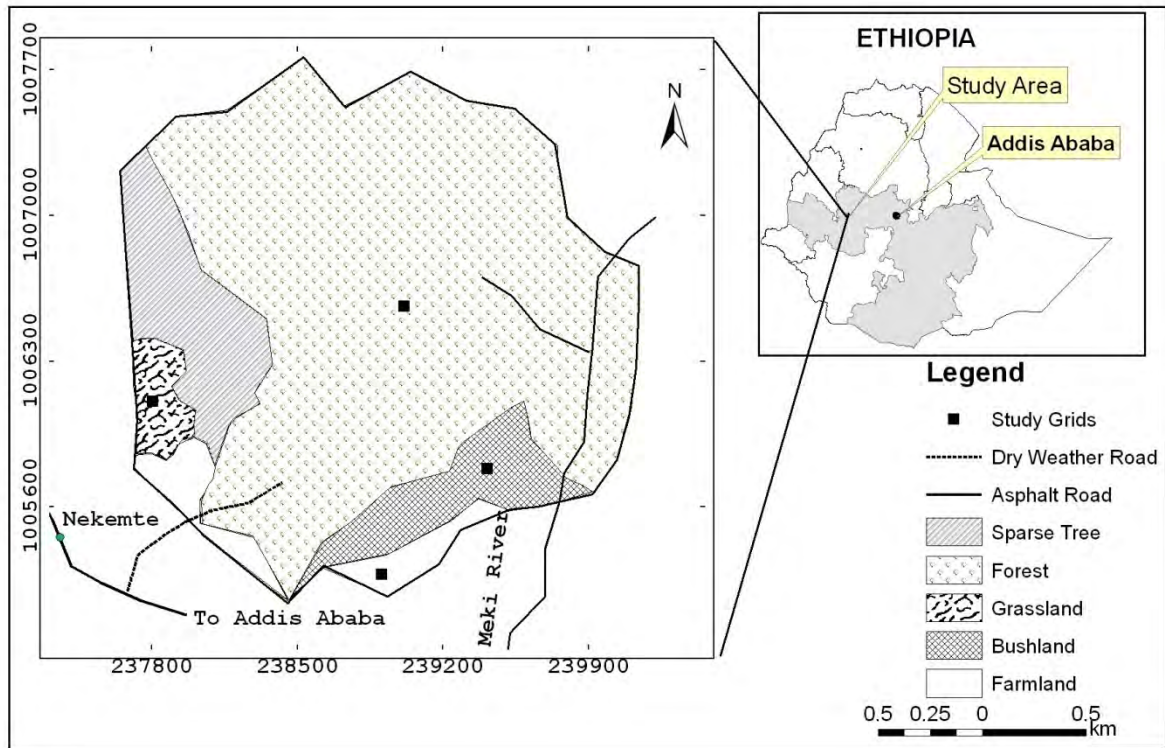 1007700
1007000
1006300
1005600
237800
238500
239200
239900
N
Nekemte
To Addis Ababa
Meki River
ETHIOPIA
Study Area
Addis Ababa
Legend
Study Grids
Dry Weather Road
Asphalt Road
Sparse Tree
Forest
Grassland
Bushland
Farmland
0.5 0.25 0 0.5
km